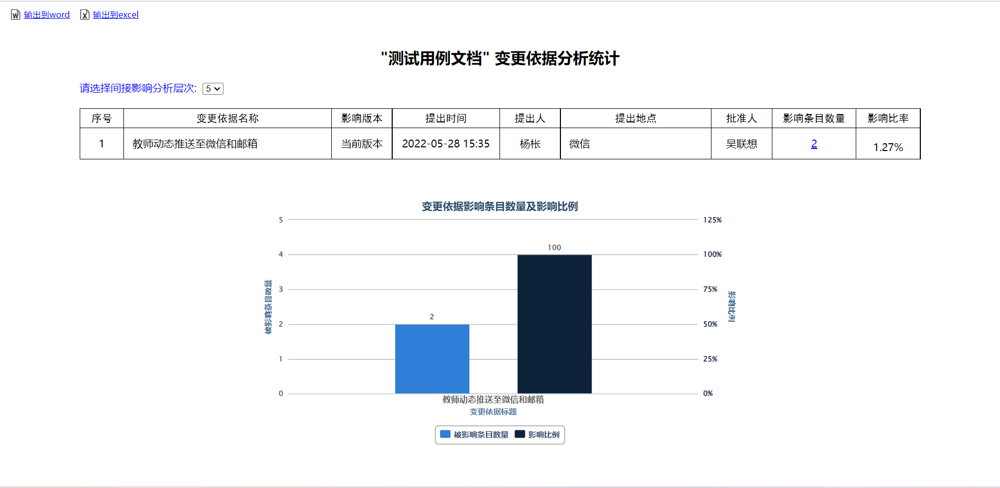 输出到word 输出到excel
"测试用例文档" 变更依据分析统计
请选择间接影响分析层次: 5
序号 变更依据名称 影响版本 提出时间 提出人 提出地点 批准人 影响条目数量 影响比率
1 教师动态推送至微信和邮箱 当前版本 2022-05-28 15:35 杨枨 微信 吴联想 2 1.27%
变更依据影响条目数量及影响比例
5 125%
100
4 100%
3 75%
被影响条目数量
影响比例
2
2 50%
1 25%
0 0%
教师动态推送至微信和邮箱
变更依据标题
被影响条目数量 影响比例